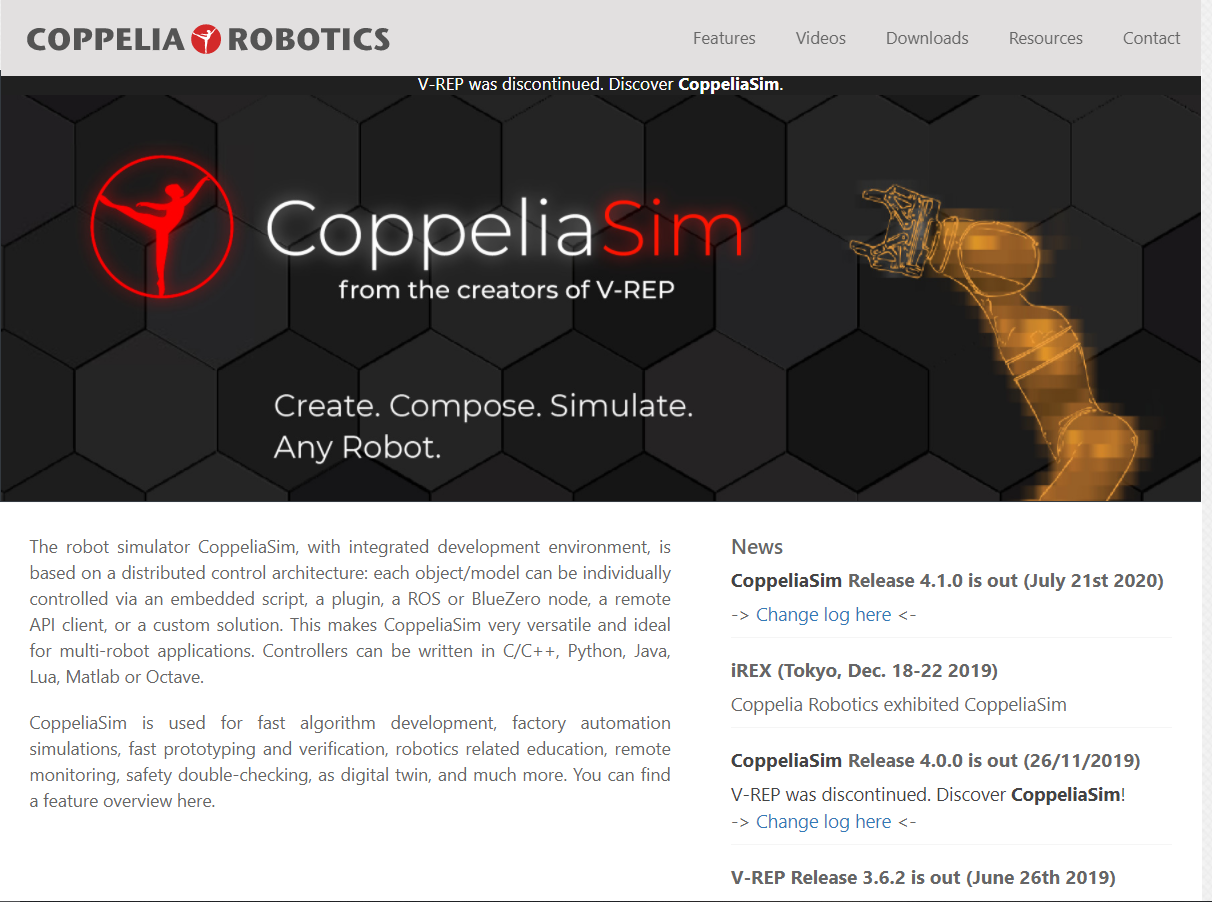 COPPELIA ROBOTICS
Features Videos Downloads Resources Contact
V-REP was discontinued. Discover CoppeliaSim.
CoppeliaSim
from the creators of V-REP
Create. Compose. Simulate.
Any Robot.
The robot simulator CoppeliaSim, with integrated development environment, is
based on a distributed control architecture: each object/model can be individually
controlled via an embedded script, a plugin, a ROS or BlueZero node, a remote
API client, or a custom solution. This makes CoppeliaSim very versatile and ideal
for multi-robot applications. Controllers can be written in C/C++, Python, Java,
Lua, Matlab or Octave.
CoppeliaSim is used for fast algorithm development, factory automation
simulations, fast prototyping and verification, robotics related education, remote
monitoring, safety double-checking, as digital twin, and much more. You can find
a feature overview here.
News
CoppeliaSim Release 4.1.0 is out (July 21st 2020)
-> Change log here <-
iREX (Tokyo, Dec. 18-22 2019)
Coppelia Robotics exhibited CoppeliaSim
CoppeliaSim Release 4.0.0 is out (26/11/2019)
V-REP was discontinued. Discover CoppeliaSim!
-> Change log here <-
V-REP Release 3.6.2 is out (June 26th 2019)